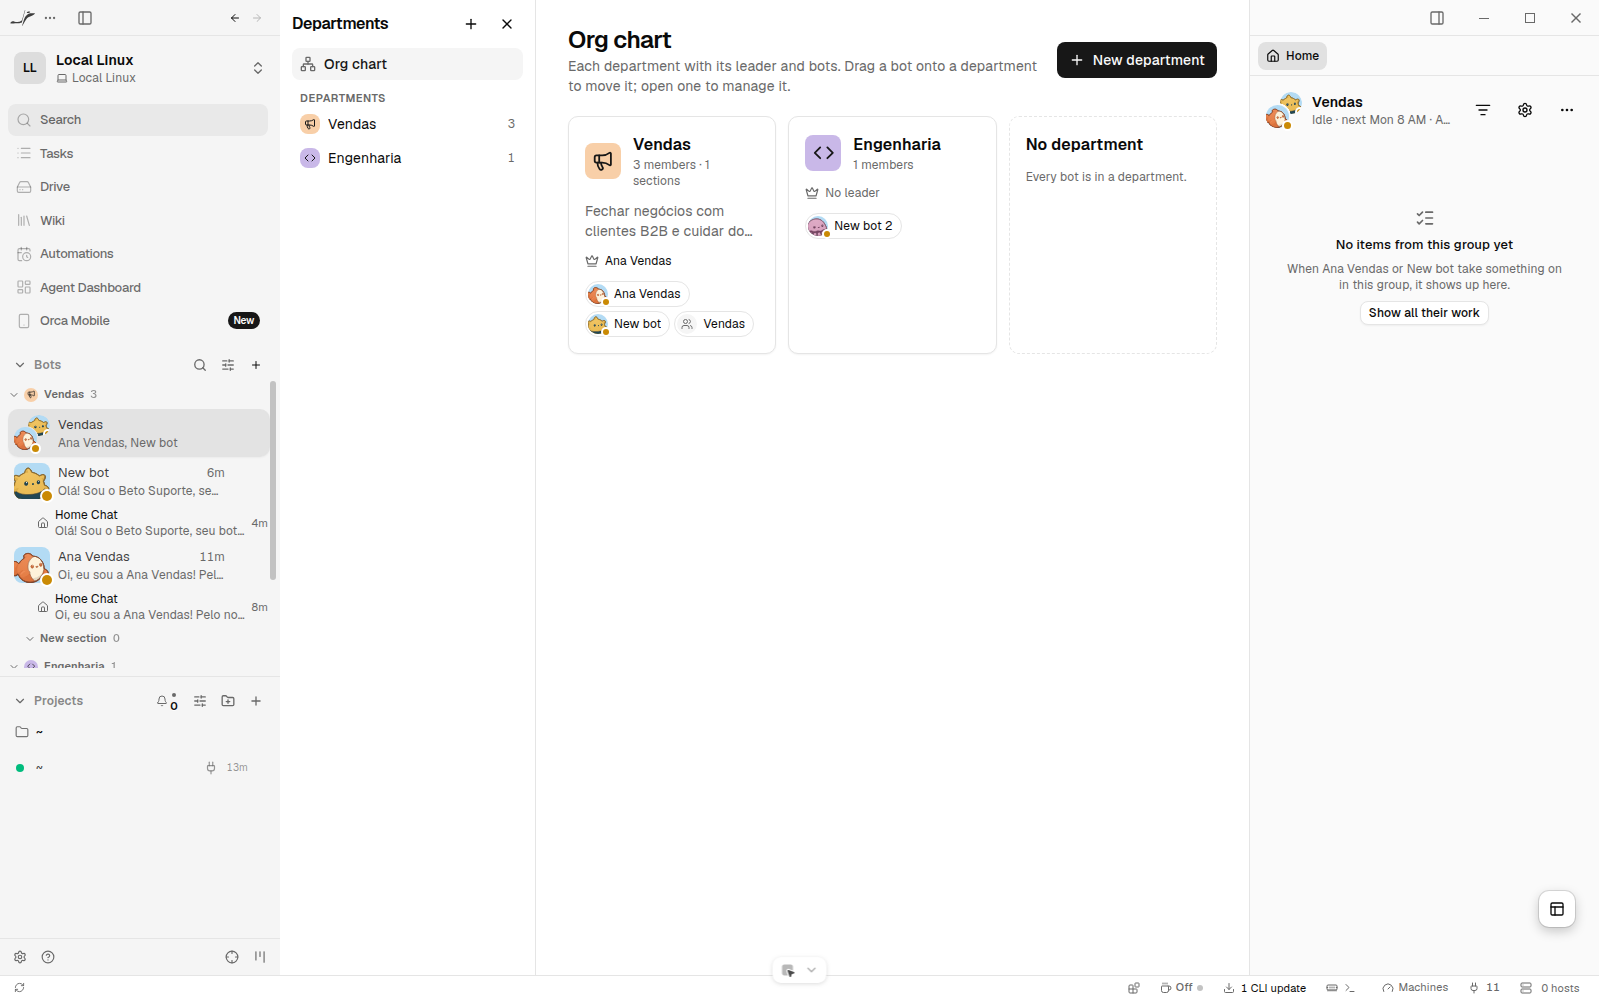 LL
Local Linux
Local Linux
Search
Tasks
Drive
Wiki
Automations
Agent Dashboard
Orca Mobile
New
Bots
Vendas 3
Vendas
Ana Vendas, New bot
New bot 6m
Olá! Sou o Beto Suporte, se...
Home Chat
Olá! Sou o Beto Suporte, seu bot... 4m
Ana Vendas 11m
Oi, eu sou a Ana Vendas! Pel...
Home Chat
Oi, eu sou a Ana Vendas! Pelo no... 8m
New section 0
Engenharia 1
Projects
0
~
~ 13m
Departments
Org chart
DEPARTMENTS
Vendas 3
Engenharia 1
Org chart
Each department with its leader and bots. Drag a bot onto a department
to move it; open one to manage it.
New department
Vendas
3 members · 1
sections
Fechar negócios com
clientes B2B e cuidar do...
Ana Vendas
Ana Vendas
New bot
Vendas
Engenharia
1 members
No leader
New bot 2
No department
Every bot is in a department.
Home
Vendas
Idle · next Mon 8 AM · A...
No items from this group yet
When Ana Vendas or New bot take something on
in this group, it shows up here.
Show all their work
Off
1 CLI update
Machines
11
0 hosts